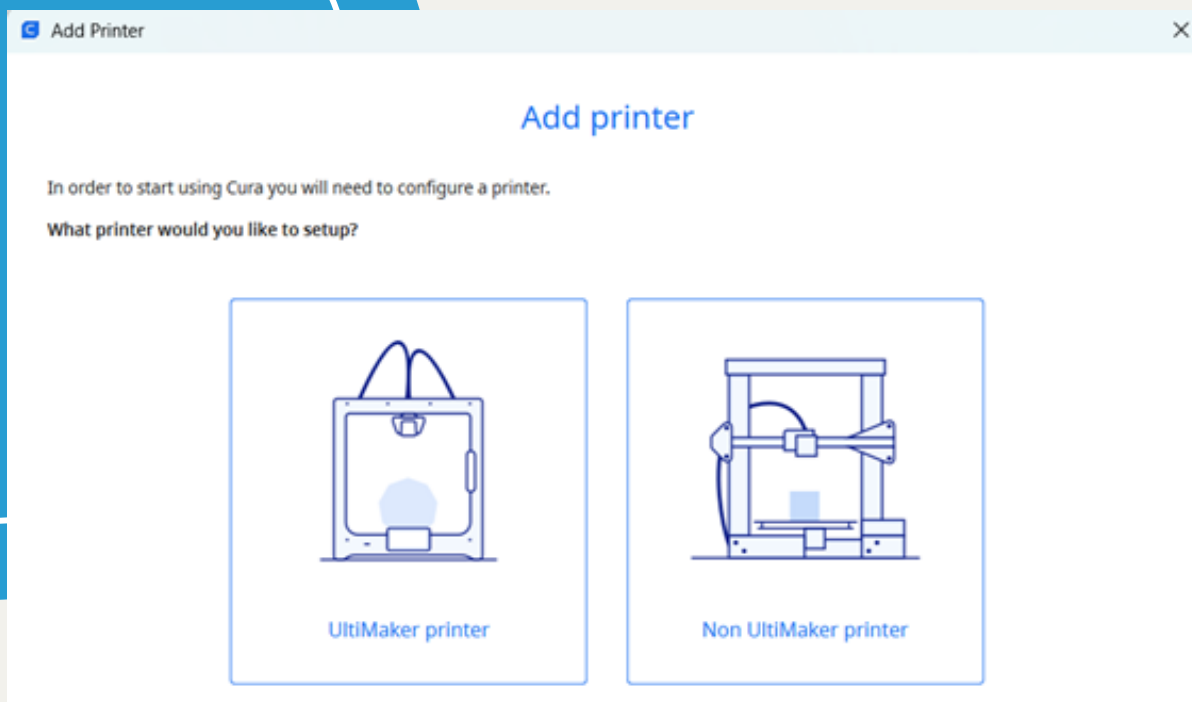 Add Printer
Add printer
In order to start using Cura you will need to configure a printer.
What printer would you like to setup?
UltiMaker printer
Non UltiMaker printer